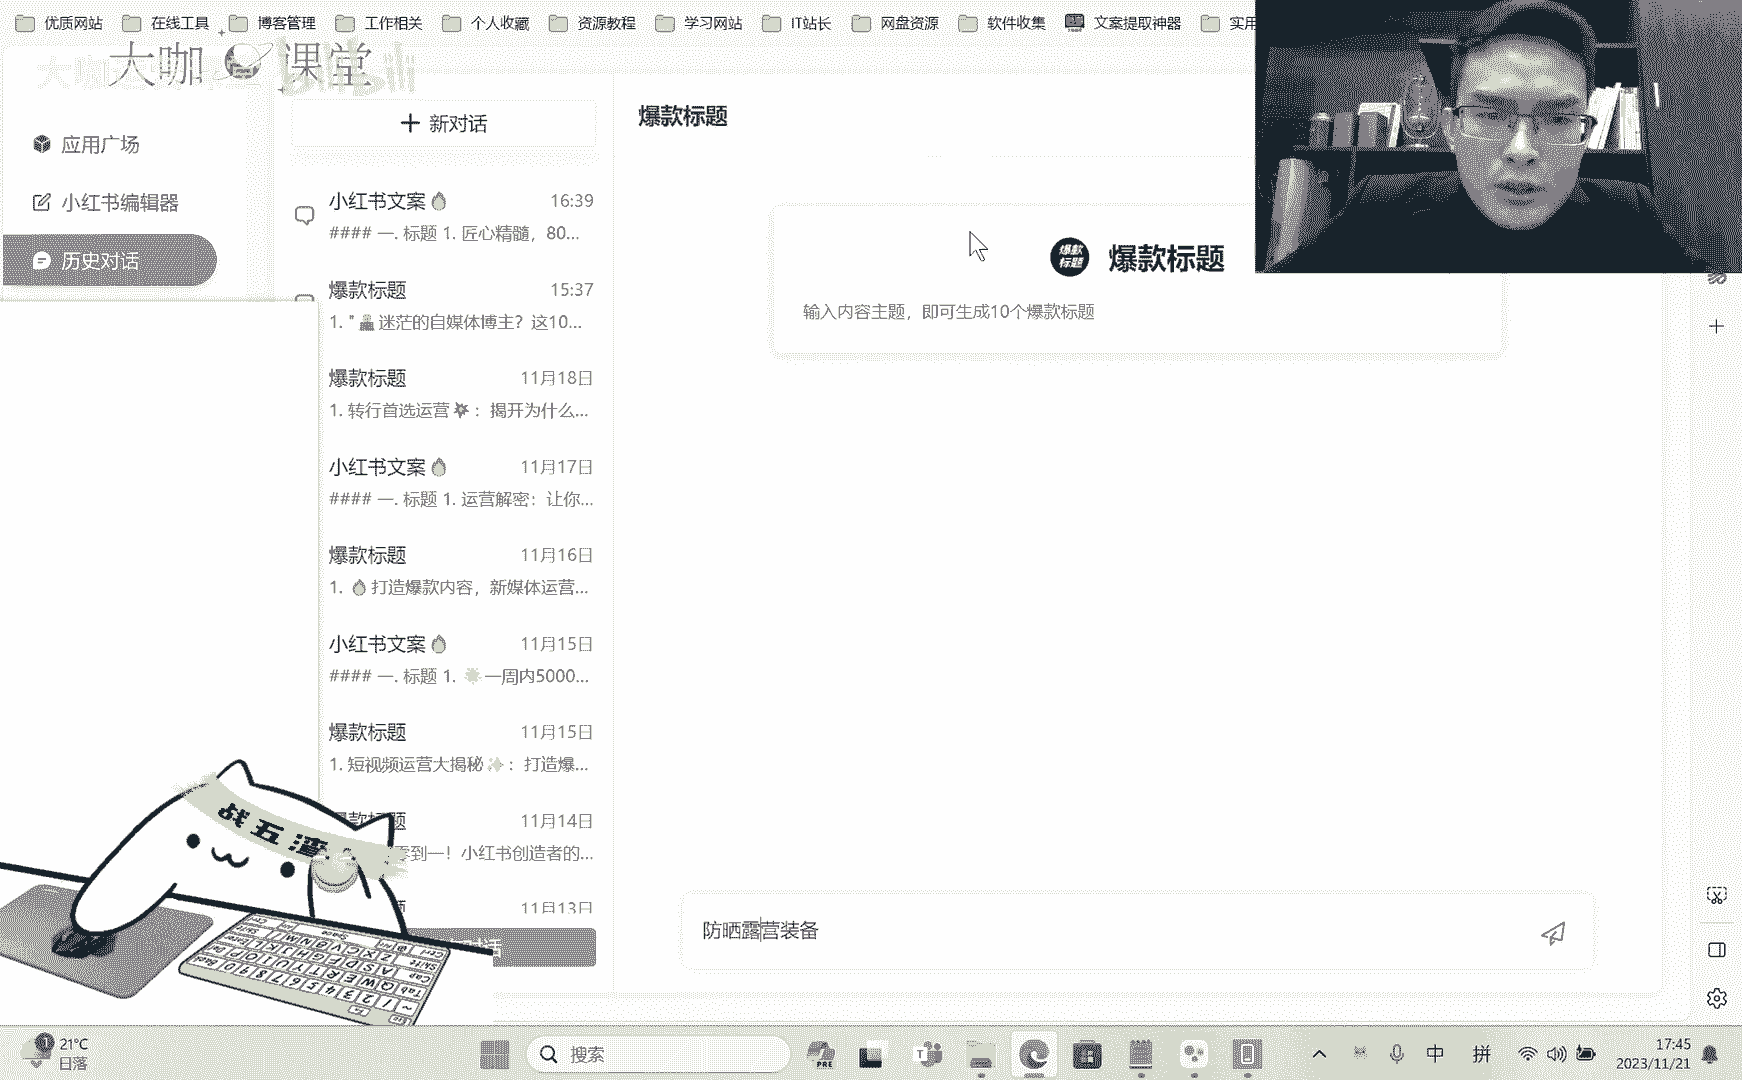 优质网站 在线工具 博客管理 工作相关 个人收藏 资源教程 学习网站 IT站长 网盘资源 软件收集 文案提取神器 实用
大咖 课堂
bilibili
应用广场
小红书编辑器
历史对话
+ 新对话
小红书文案 16:39
#### 一. 标题 1. 匠心精髓，80...
爆款标题 15:37
1. "迷茫的自媒体博主？这10...
爆款标题 11月18日
1. 转行首选运营：揭开为什么...
小红书文案 11月17日
#### 一. 标题 1. 运营解密：让你...
爆款标题 11月16日
1. 打造爆款内容，新媒体运营...
小红书文案 11月15日
#### 一. 标题 1. 一周内5000...
爆款标题 11月15日
1. 短视频运营大揭秘：打造爆...
爆款标题 11月14日
零到一！小红书创造者的...
题 11月13日
话
爆款标题
爆款标题
爆款标题
输入内容主题，即可生成10个爆款标题
防晒露营装备
战五渣
21°C
日落
搜索
PRE
中 拼
17:45
2023/11/21